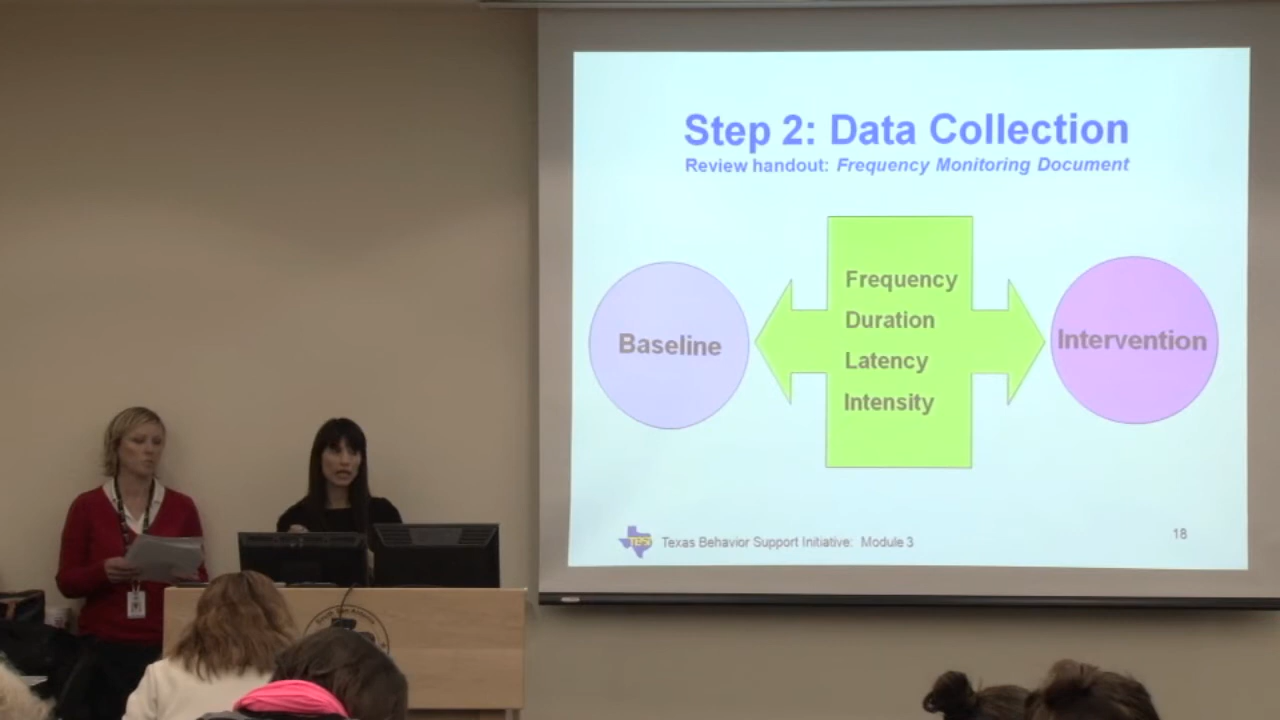 Step 2: Data Collection
Review handout: Frequency Monitoring Document
Frequency
Duration
Latency
Intensity
Baseline
Intervention
Texas Behavior Support Initiative: Module 3
18